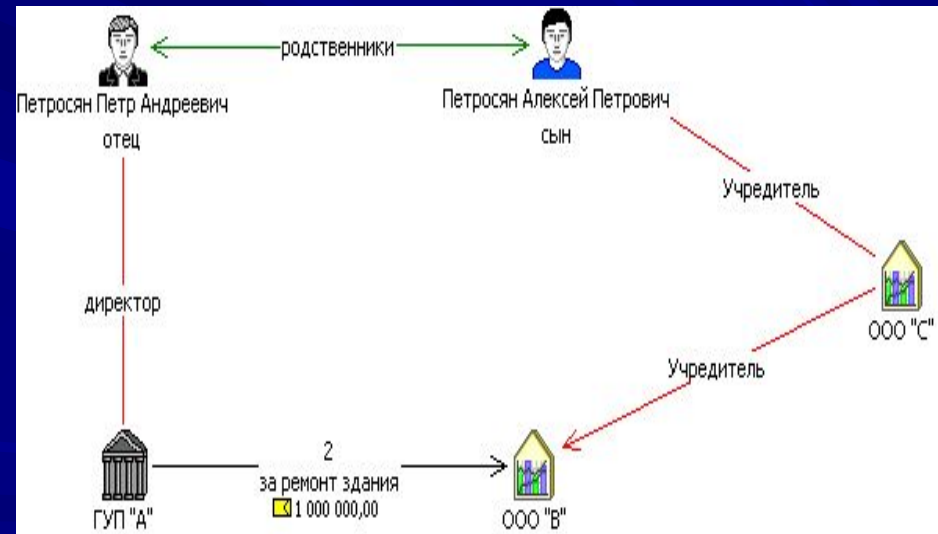 родственники
Петросян Петр Андреевич
отец
Петросян Алексей Петрович
сын
Учредитель
директор
ООО "С"
Учредитель
2
за ремонт здания
1 000 000,00
ГУП "А"
ООО "В"